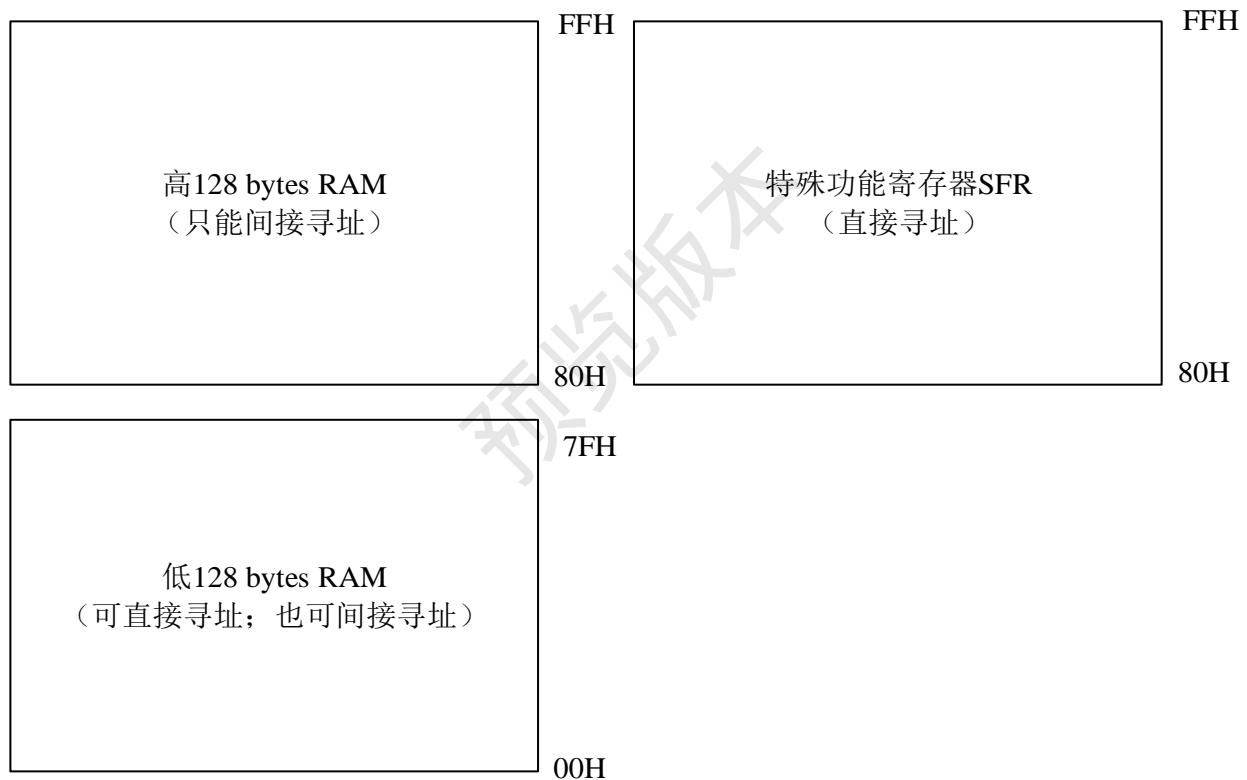 FFH
高128 bytes RAM
（只能间接寻址）
80H
FFH
特殊功能寄存器SFR
（直接寻址）
80H
7FH
低128 bytes RAM
（可直接寻址；也可间接寻址）
00H
预览版本